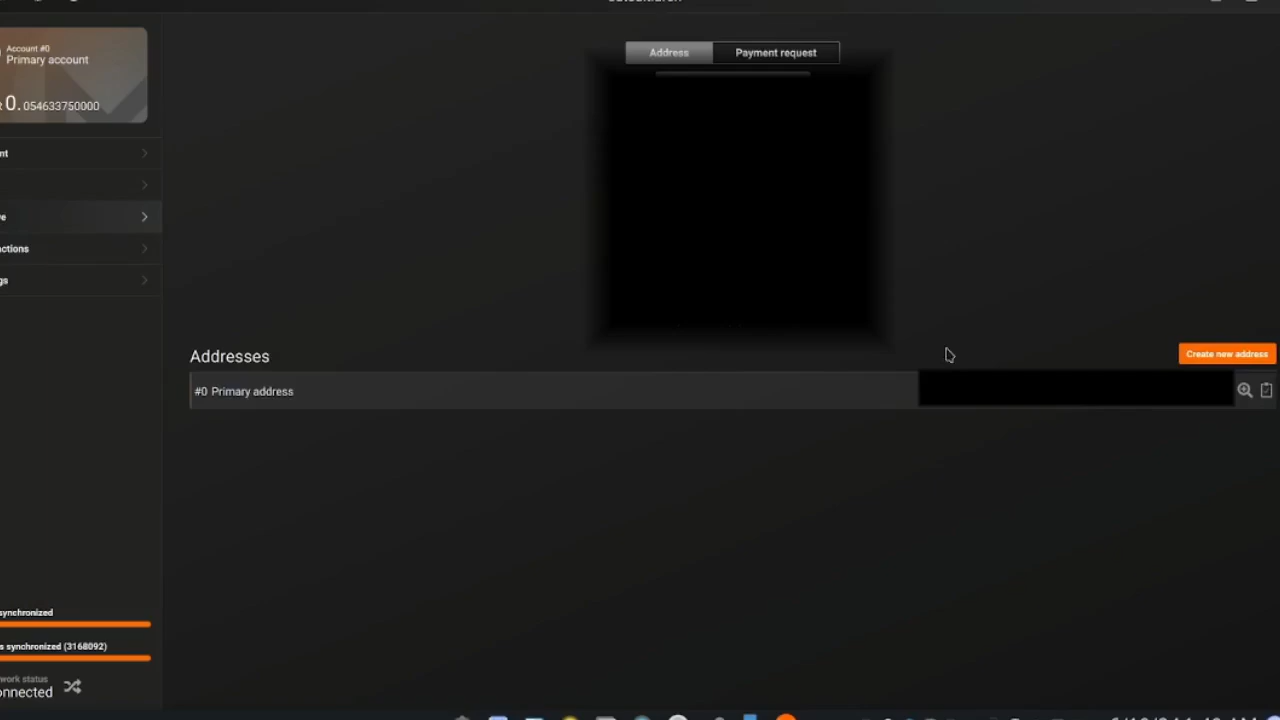 Account #0
Primary account
0.054633750000
Address
Payment request
Addresses
Create new address
#0 Primary address
synchronized
synchronized (3168092)